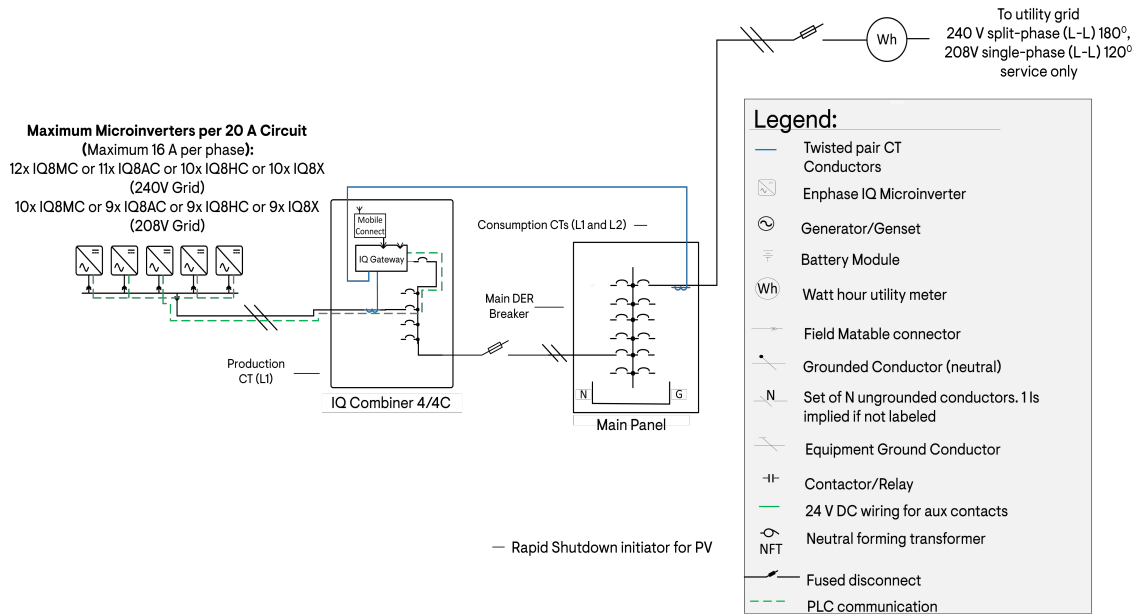 To utility grid
240 V split-phase (L-L) 180⁰,
208V single-phase (L-L) 120⁰
service only
Wh
Maximum Microinverters per 20 A Circuit
(Maximum 16 A per phase):
12x IQ8MC or 11x IQ8AC or 10x IQ8HC or 10x IQ8X
(240V Grid)
10x IQ8MC or 9x IQ8AC or 9x IQ8HC or 9x IQ8X
(208V Grid)
Mobile
Connect
IQ Gateway
Production
CT (L1)
IQ Combiner 4/4C
Consumption CTs (L1 and L2)
Main DER
Breaker
N
G
Main Panel
Rapid Shutdown initiator for PV
Legend:
Twisted pair CT
Conductors
Enphase IQ Microinverter
Generator/Genset
Battery Module
Wh
Watt hour utility meter
Field Matable connector
Grounded Conductor (neutral)
N
Set of N ungrounded conductors. 1 Is
implied if not labeled
Equipment Ground Conductor
Contactor/Relay
24 V DC wiring for aux contacts
NFT
Neutral forming transformer
Fused disconnect
PLC communication